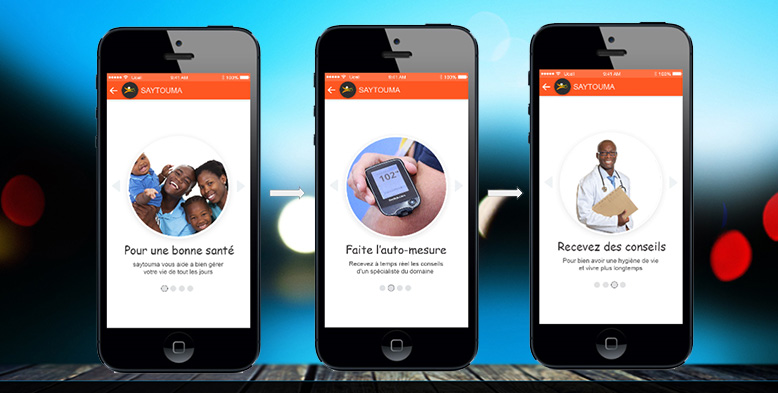 9:41 AM
100%
SAYTOUMA
Pour une bonne santé
saytouma vous aide a bien gérer
votre vie de tout les jours
9:41 AM
100%
SAYTOUMA
102
Faite l'auto-mesure
Recevez à temps réel les conseils
d'un spécialiste du domaine
9:41 AM
100%
SAYTOUMA
Recevez des conseils
Pour bien avoir une hygiène de vie
et vivre plus longtemps